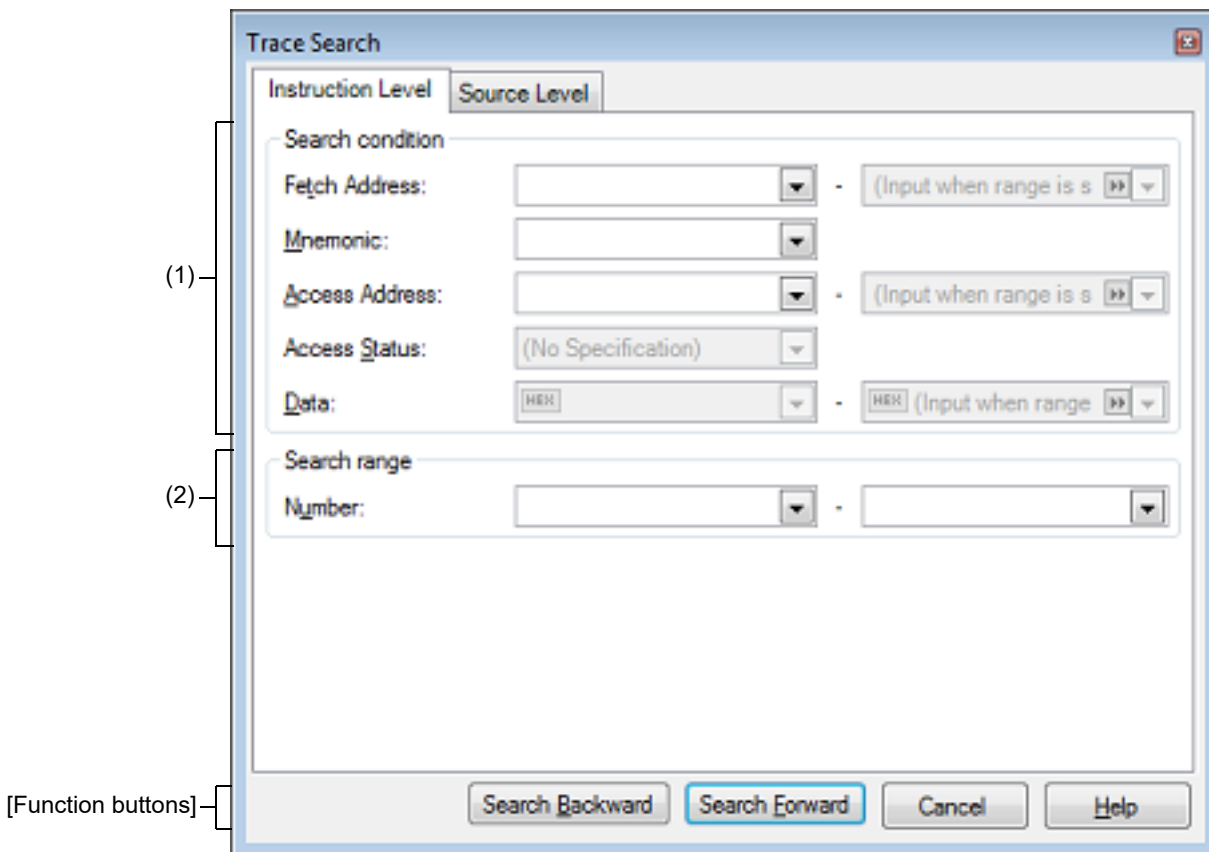 Trace Search
Instruction Level Source Level
Search condition
Fetch Address: - (Input when range is s
Mnemonic:
(1)
Access Address: - (Input when range is s
Access Status: (No Specification)
Data: HEX - HEX (Input when range
Search range
(2)
Number: -
[Function buttons] Search Backward Search Forward Cancel Help